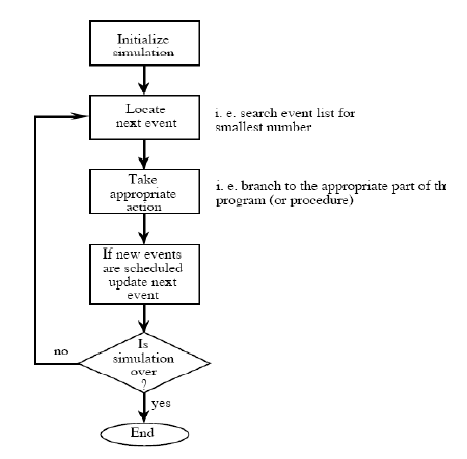 Initialize
simulation
Locate
next event
i. e. search event list for
smallest number
Take
appropriate
action
i. e. branch to the appropriate part of th
program (or procedure)
If new events
are scheduled
update next
event
Is
simulation
over
?
no
yes
End